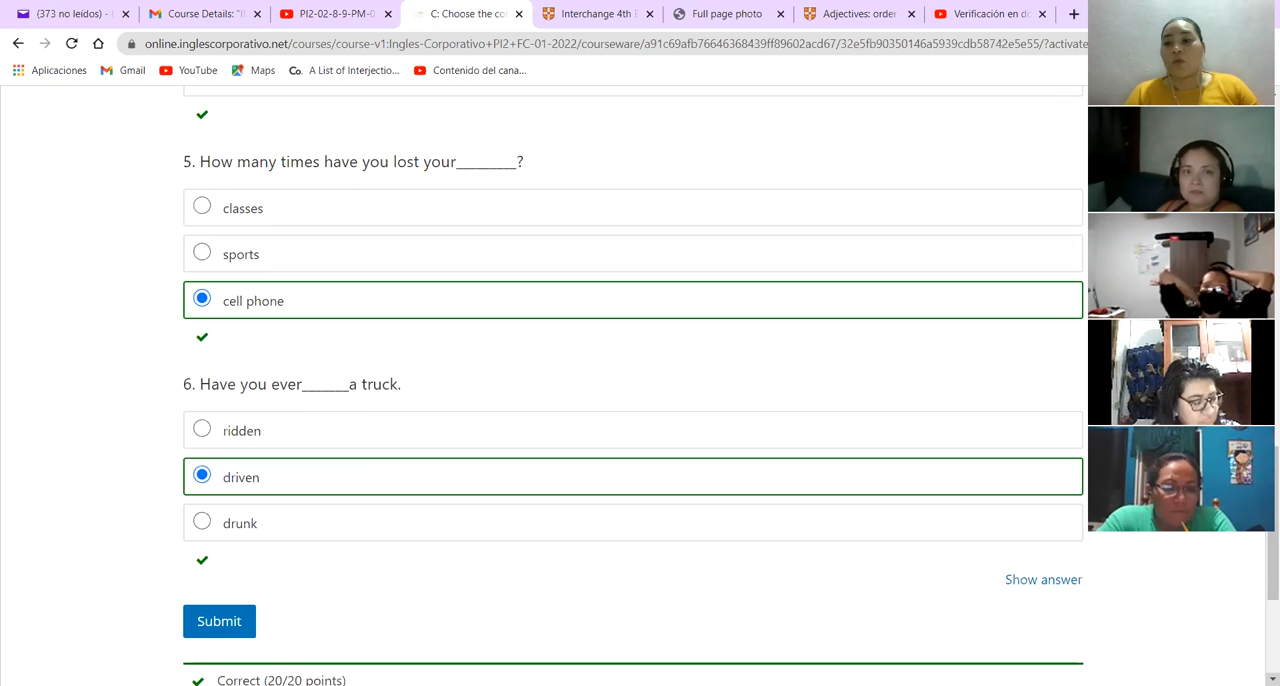 (373 no leídos) -
Course Details: "I
PI2-02-8-9-PM-0
C: Choose the co
Interchange 4th E
Full page photo
Adjectives: order
Verificación en do
online.inglescorporativo.net/courses/course-v1:Ingles-Corporativo+PI2+FC-01-2022/courseware/a91c69afb76646368439ff89602acd67/32e5fb90350146a5939cdb58742e5e55/?activate
Aplicaciones
Gmail
YouTube
Maps
Co. A List of Interjectio...
Contenido del cana...
5. How many times have you lost your_________?
classes
sports
cell phone
6. Have you ever_______a truck.
ridden
driven
drunk
Show answer
Submit
Correct (20/20 points)